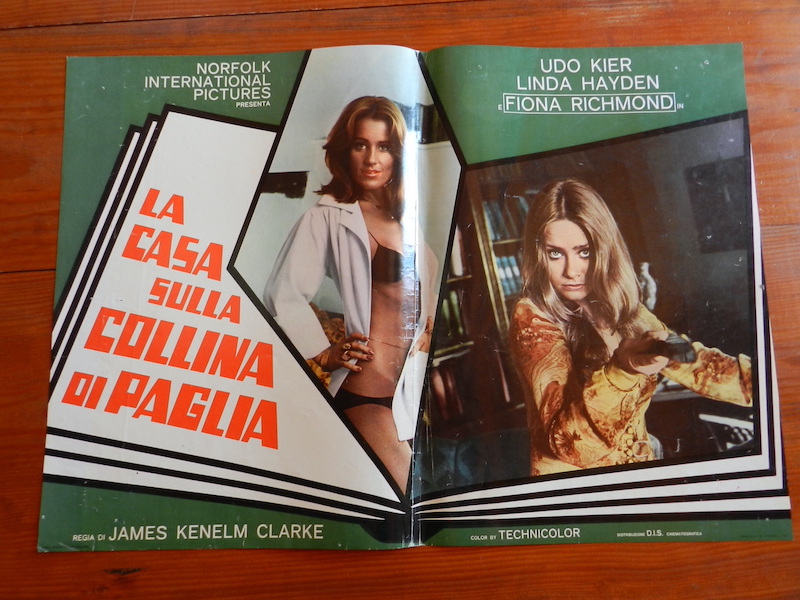 NORFOLK
INTERNATIONAL
PICTURES
PRESENTA
UDO KIER
LINDA HAYDEN
E FIONA RICHMOND IN
LA
CASA
SULLA
COLLINA
DI PAGLIA
REGIA DI JAMES KENELM CLARKE
COLOR BY TECHNICOLOR
DISTRIBUZIONE D.I.S. CINEMATOGRAFICA